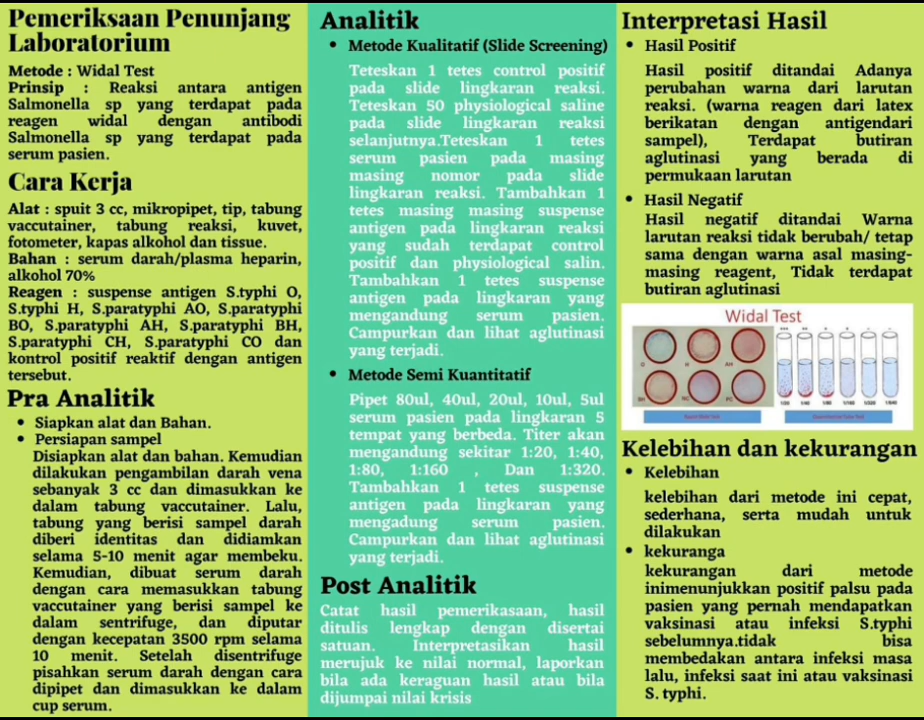 Pemeriksaan Penunjang
Laboratorium
Metode : Widal Test
Prinsip : Reaksi antara antigen
Salmonella sp yang terdapat pada
reagen widal dengan antibodi
Salmonella sp yang terdapat pada
serum pasien.
Cara Kerja
Alat : spuit 3 cc, mikropipet, tip, tabung
vaccutainer, tabung reaksi, kuvet,
fotometer, kapas alkohol dan tissue.
Bahan : serum darah/plasma heparin,
alkohol 70%
Reagen : suspense antigen S.typhi O,
S.typhi H, S.paratyphi AO, S.paratyphi
BO, S.paratyphi AH, S.paratyphi BH,
S.paratyphi CH, S.paratyphi CO dan
kontrol positif reaktif dengan antigen
tersebut.
Pra Analitik
• Siapkan alat dan Bahan.
• Persiapan sampel
Disiapkan alat dan bahan. Kemudian
dilakukan pengambilan darah vena
sebanyak 3 cc dan dimasukkan ke
dalam tabung vaccutainer. Lalu,
tabung yang berisi sampel darah
diberi identitas dan didiamkan
selama 5-10 menit agar membeku.
Kemudian, dibuat serum darah
dengan cara memasukkan tabung
vaccutainer yang berisi sampel ke
dalam sentrifuge, dan diputar
dengan kecepatan 3500 rpm selama
10 menit. Setelah disentrifuge
pisahkan serum darah dengan cara
dipipet dan dimasukkan ke dalam
cup serum.
Analitik
• Metode Kualitatif (Slide Screening)
Teteskan 1 tetes control positif
pada slide lingkaran reaksi.
Teteskan 50 physiological saline
pada slide lingkaran reaksi
selanjutnya.Teteskan 1 tetes
serum pasien pada masing
masing nomor pada slide
lingkaran reaksi. Tambahkan 1
tetes masing masing suspense
antigen pada lingkaran reaksi
yang sudah terdapat control
positif dan physiological salin.
Tambahkan 1 tetes suspense
antigen pada lingkaran yang
mengandung serum pasien.
Campurkan dan lihat aglutinasi
yang terjadi.
• Metode Semi Kuantitatif
Pipet 80ul, 40ul, 20ul, 10ul, 5ul
serum pasien pada lingkaran 5
tempat yang berbeda. Titer akan
mengandung sekitar 1:20, 1:40,
1:80, 1:160 , Dan 1:320.
Tambahkan 1 tetes suspense
antigen pada lingkaran yang
mengadung serum pasien.
Campurkan dan lihat aglutinasi
yang terjadi.
Post Analitik
Catat hasil pemerikasaan, hasil
ditulis lengkap dengan disertai
satuan. Interpretasikan hasil
merujuk ke nilai normal, laporkan
bila ada keraguan hasil atau bila
dijumpai nilai krisis
Interpretasi Hasil
• Hasil Positif
Hasil positif ditandai Adanya
perubahan warna dari larutan
reaksi. (warna reagen dari latex
berikatan dengan antigendari
sampel), Terdapat butiran
aglutinasi yang berada di
permukaan larutan
• Hasil Negatif
Hasil negatif ditandai Warna
larutan reaksi tidak berubah/ tetap
sama dengan warna asal masing-
masing reagent, Tidak terdapat
butiran aglutinasi
Widal Test
O H AH
BH NC PC
1/20 1/40 1/80 1/160 1/320 1/640
Kelebihan dan kekurangan
• Kelebihan
kelebihan dari metode ini cepat,
sederhana, serta mudah untuk
dilakukan
• kekuranga
kekurangan dari metode
inimenunjukkan positif palsu pada
pasien yang pernah mendapatkan
vaksinasi atau infeksi S.typhi
sebelumnya.tidak bisa
membedakan antara infeksi masa
lalu, infeksi saat ini atau vaksinasi
S. typhi.